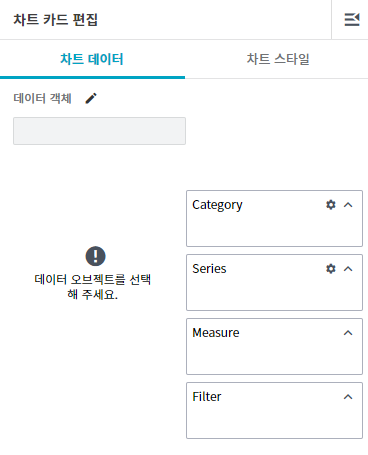 차트 카드 편집
차트 데이터
차트 스타일
데이터 객체
Category
Series
데이터 오브젝트를 선택
해 주세요.
Measure
Filter